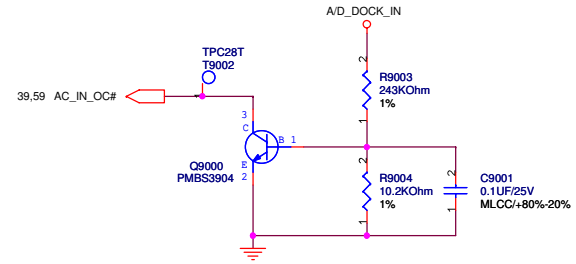 A/D_DOCK_IN
TPC28T
T9002
39,59 AC_IN_OC#
2
R9003
243KOhm
1%
1
3
C
B 1
E
2
Q9000
PMBS3904
2
R9004
10.2KOhm
1%
1
2
C9001
0.1UF/25V
MLCC/+80%-20%
1